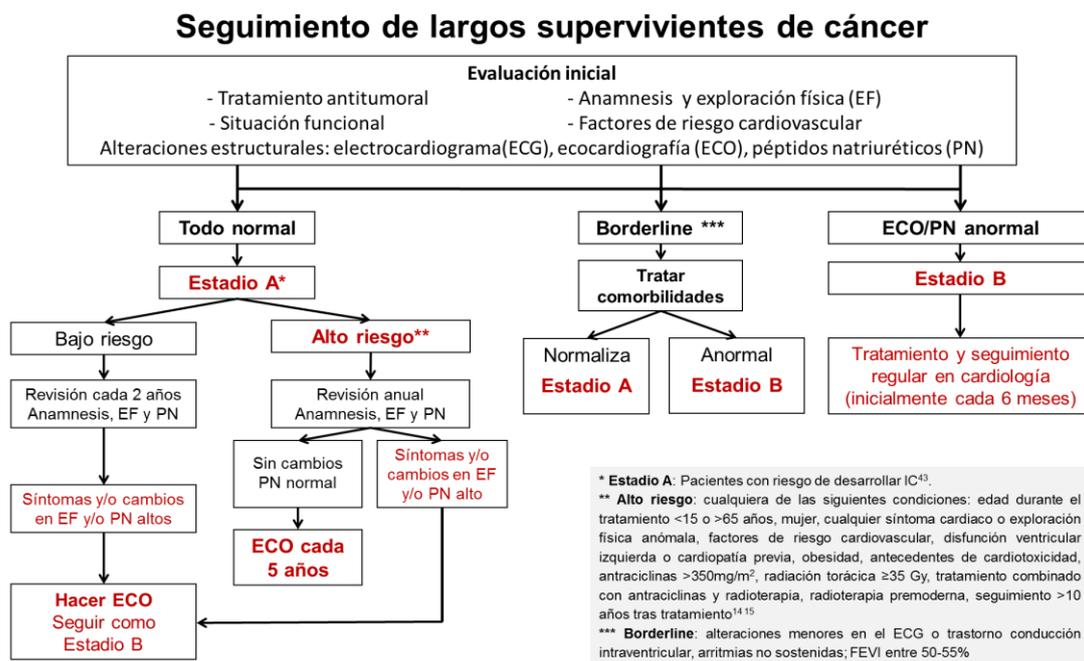 Seguimiento de largos supervivientes de cáncer
Evaluación inicial
- Tratamiento antitumoral
- Anamnesis y exploración física (EF)
- Situación funcional
- Factores de riesgo cardiovascular
Alteraciones estructurales: electrocardiograma(ECG), ecocardiografía (ECO), péptidos natriuréticos (PN)
Todo normal
Borderline ***
ECO/PN anormal
Estadio A*
Tratar
comorbilidades
Estadio B
Bajo riesgo
Alto riesgo**
Normaliza
Estadio A
Anormal
Estadio B
Tratamiento y seguimiento
regular en cardiología
(inicialmente cada 6 meses)
Revisión cada 2 años
Anamnesis, EF y PN
Revisión anual
Anamnesis, EF y PN
Sin cambios
PN normal
Síntomas y/o
cambios en EF
y/o PN alto
Síntomas y/o cambios
en EF y/o PN altos
ECO cada
5 años
Hacer ECO
Seguir como
Estadio B
* Estadio A: Pacientes con riesgo de desarrollar IC43.
** Alto riesgo: cualquiera de las siguientes condiciones: edad durante el
tratamiento <15 o >65 años, mujer, cualquier síntoma cardiaco o exploración
física anómala, factores de riesgo cardiovascular, disfunción ventricular
izquierda o cardiopatía previa, obesidad, antecedentes de cardiotoxicidad,
antraciclinas >350mg/m2, radiación torácica ≥35 Gy, tratamiento combinado
con antraciclinas y radioterapia, radioterapia premoderna, seguimiento >10
años tras tratamiento14 15
*** Borderline: alteraciones menores en el ECG o trastorno conducción
intraventricular, arritmias no sostenidas; FEVI entre 50-55%